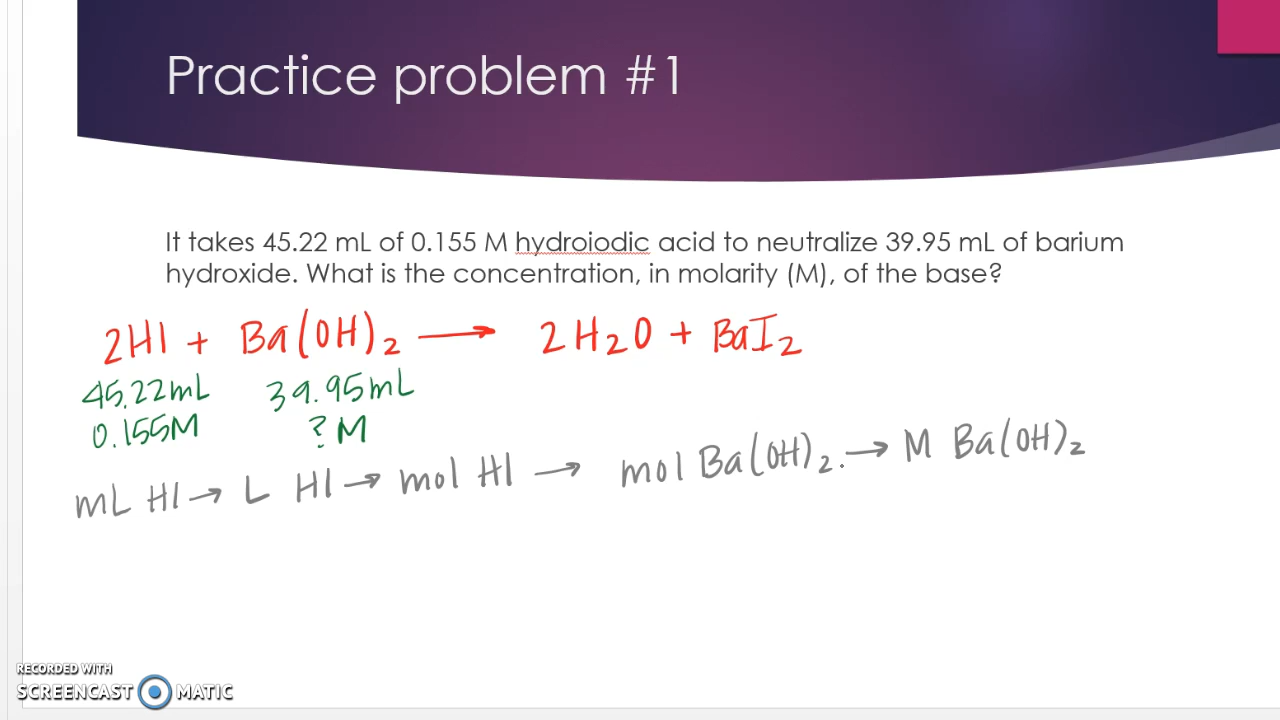 Practice problem #1
It takes 45.22 mL of 0.155 M hydroiodic acid to neutralize 39.95 mL of barium
hydroxide. What is the concentration, in molarity (M), of the base?
2HI + Ba(OH)₂ ⟶ 2H₂O + BaI₂
45.22mL 39.95mL
0.155M ? M
mL HI → L HI → mol HI → mol Ba(OH)₂ → M Ba(OH)₂
RECORDED WITH
SCREENCAST MATIC